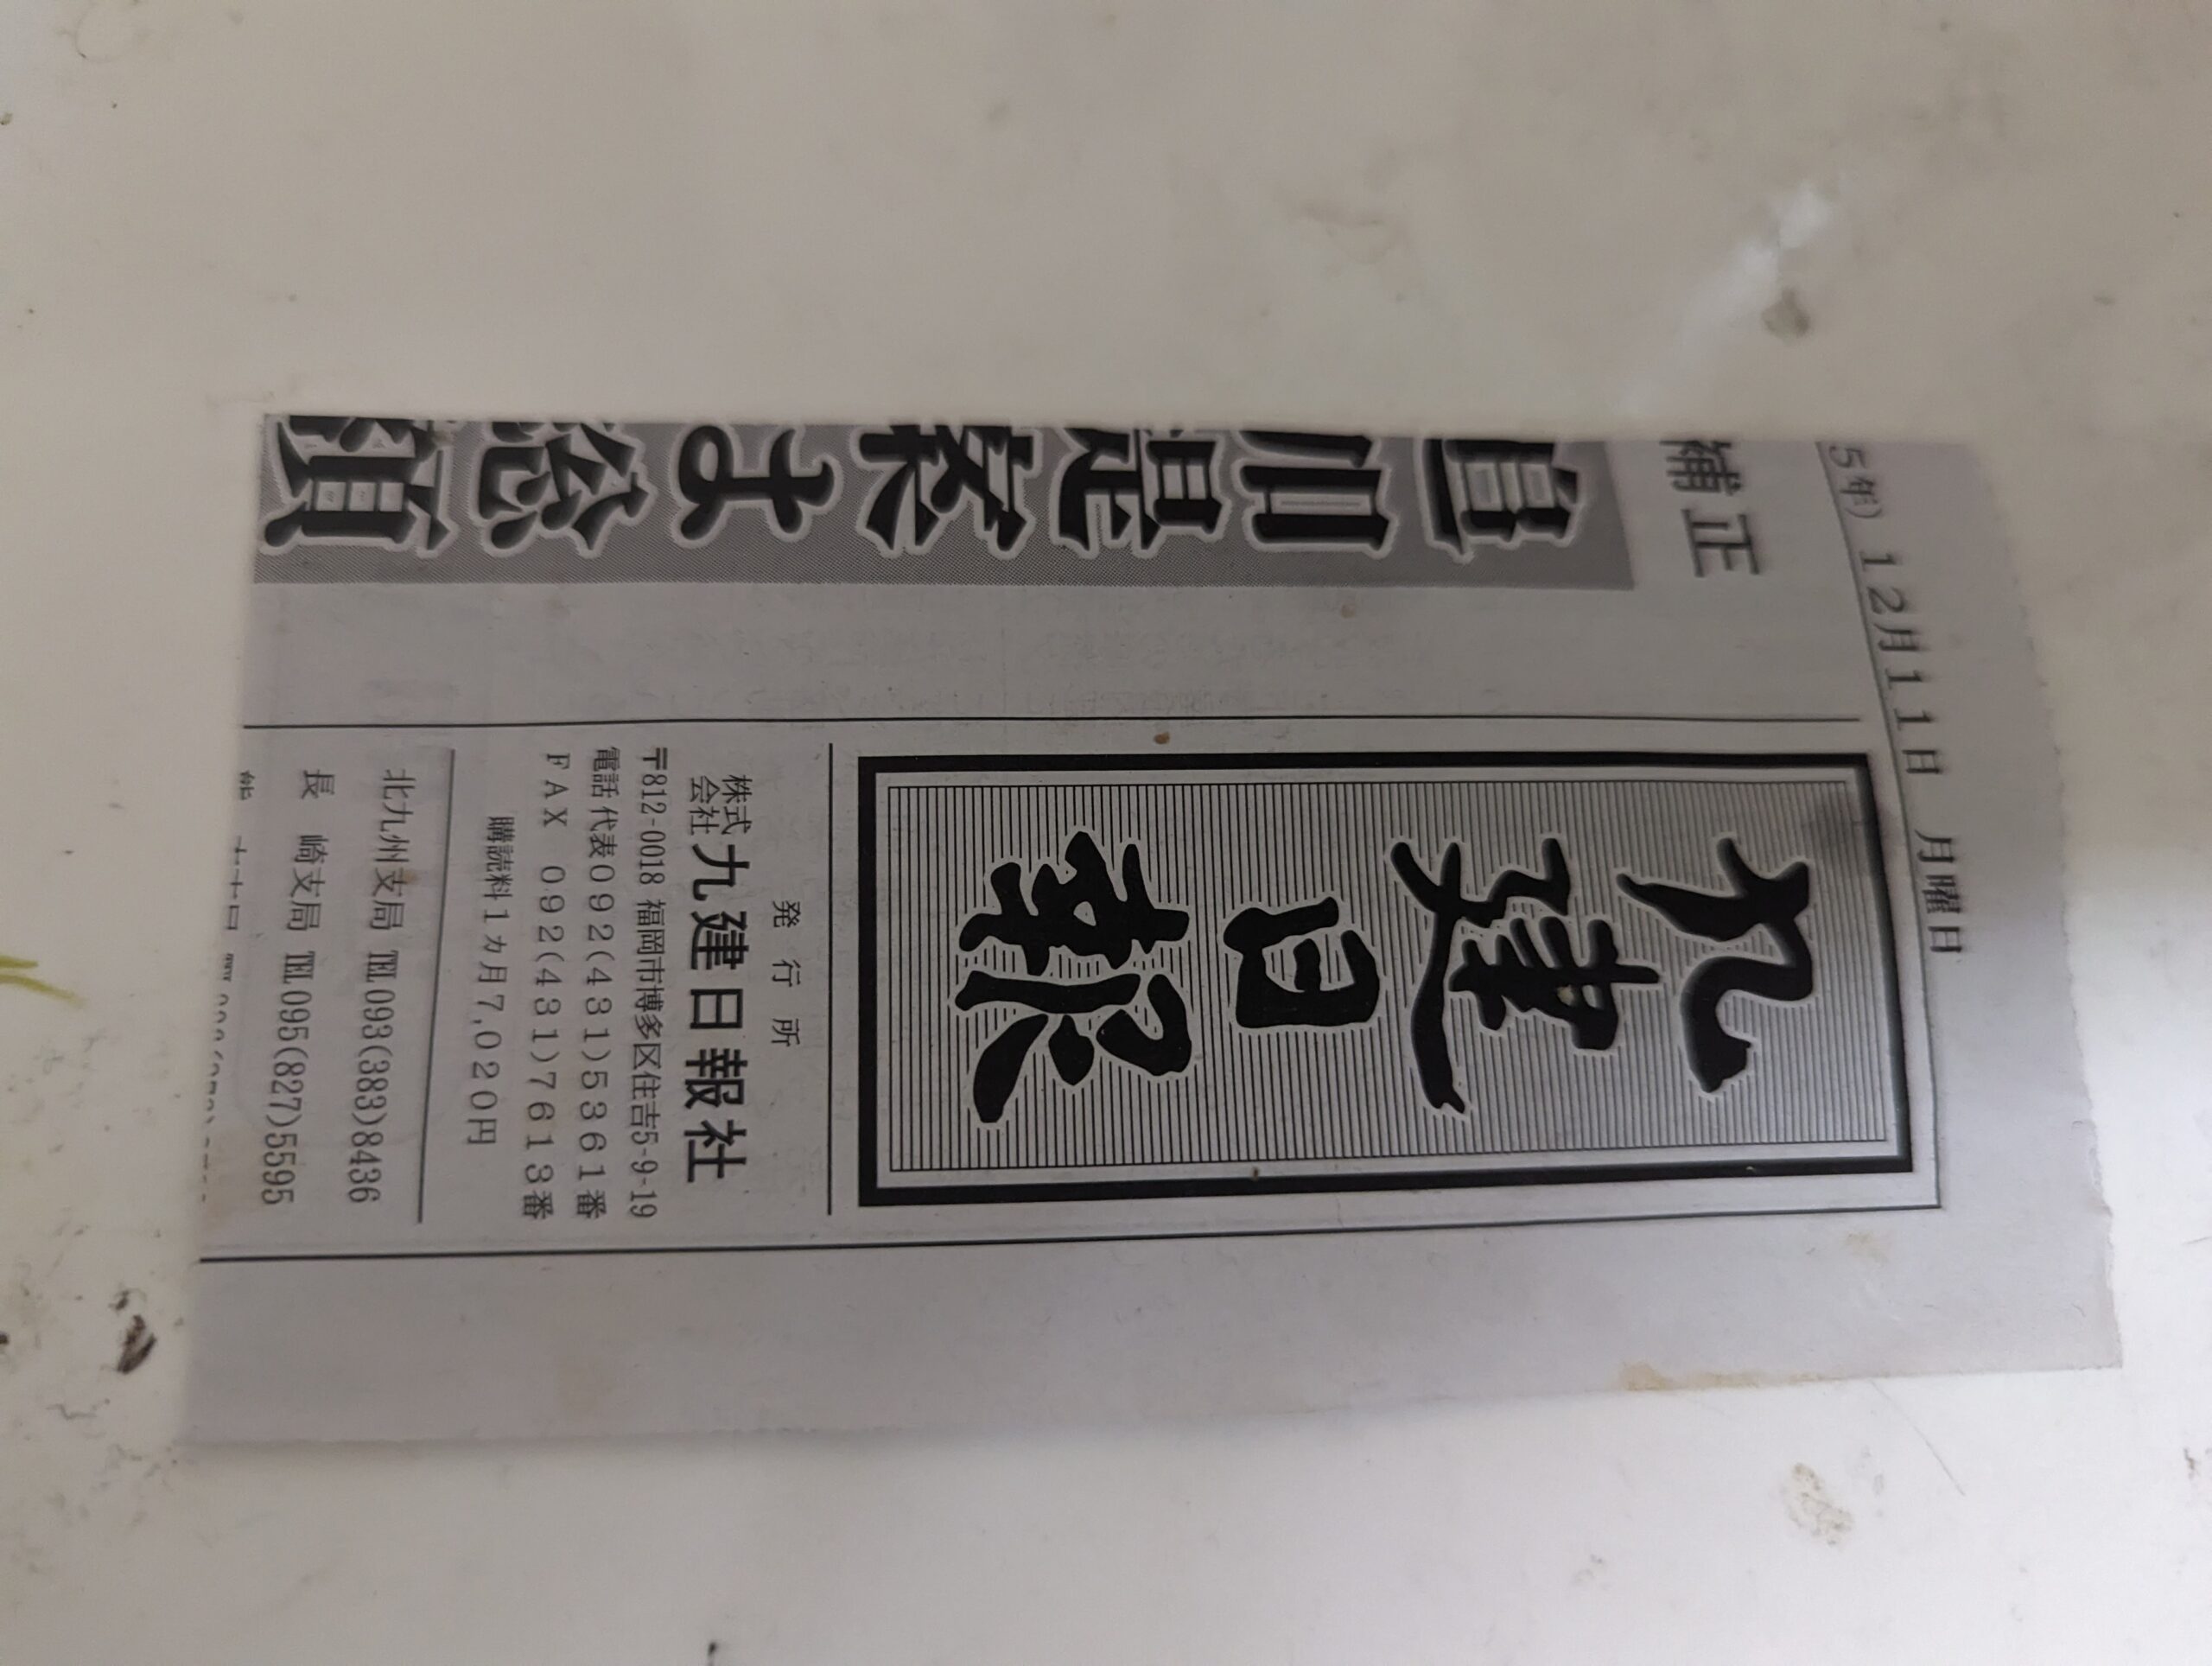 5年）12月11日 月曜日
補正
九建日報
発行所
株式会社九建日報社
〒812-0018 福岡市博多区住吉5-9-19
電話代表092(431)5361番
FAX 092(431)7613番
購読料1カ月7,020円
北九州支局 ℡093(383)8436
長崎支局 ℡095(827)5595